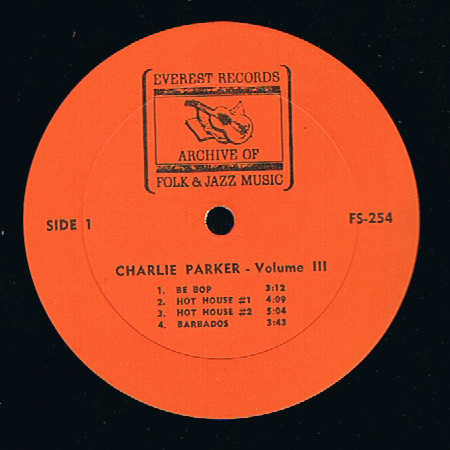 EVEREST RECORDS
ARCHIVE OF
FOLK & JAZZ MUSIC
SIDE 1
FS-254
CHARLIE PARKER - Volume III
1. BE BOP 3:12
2. HOT HOUSE #1 4:09
3. HOT HOUSE #2 5:04
4. BARBADOS 3:43